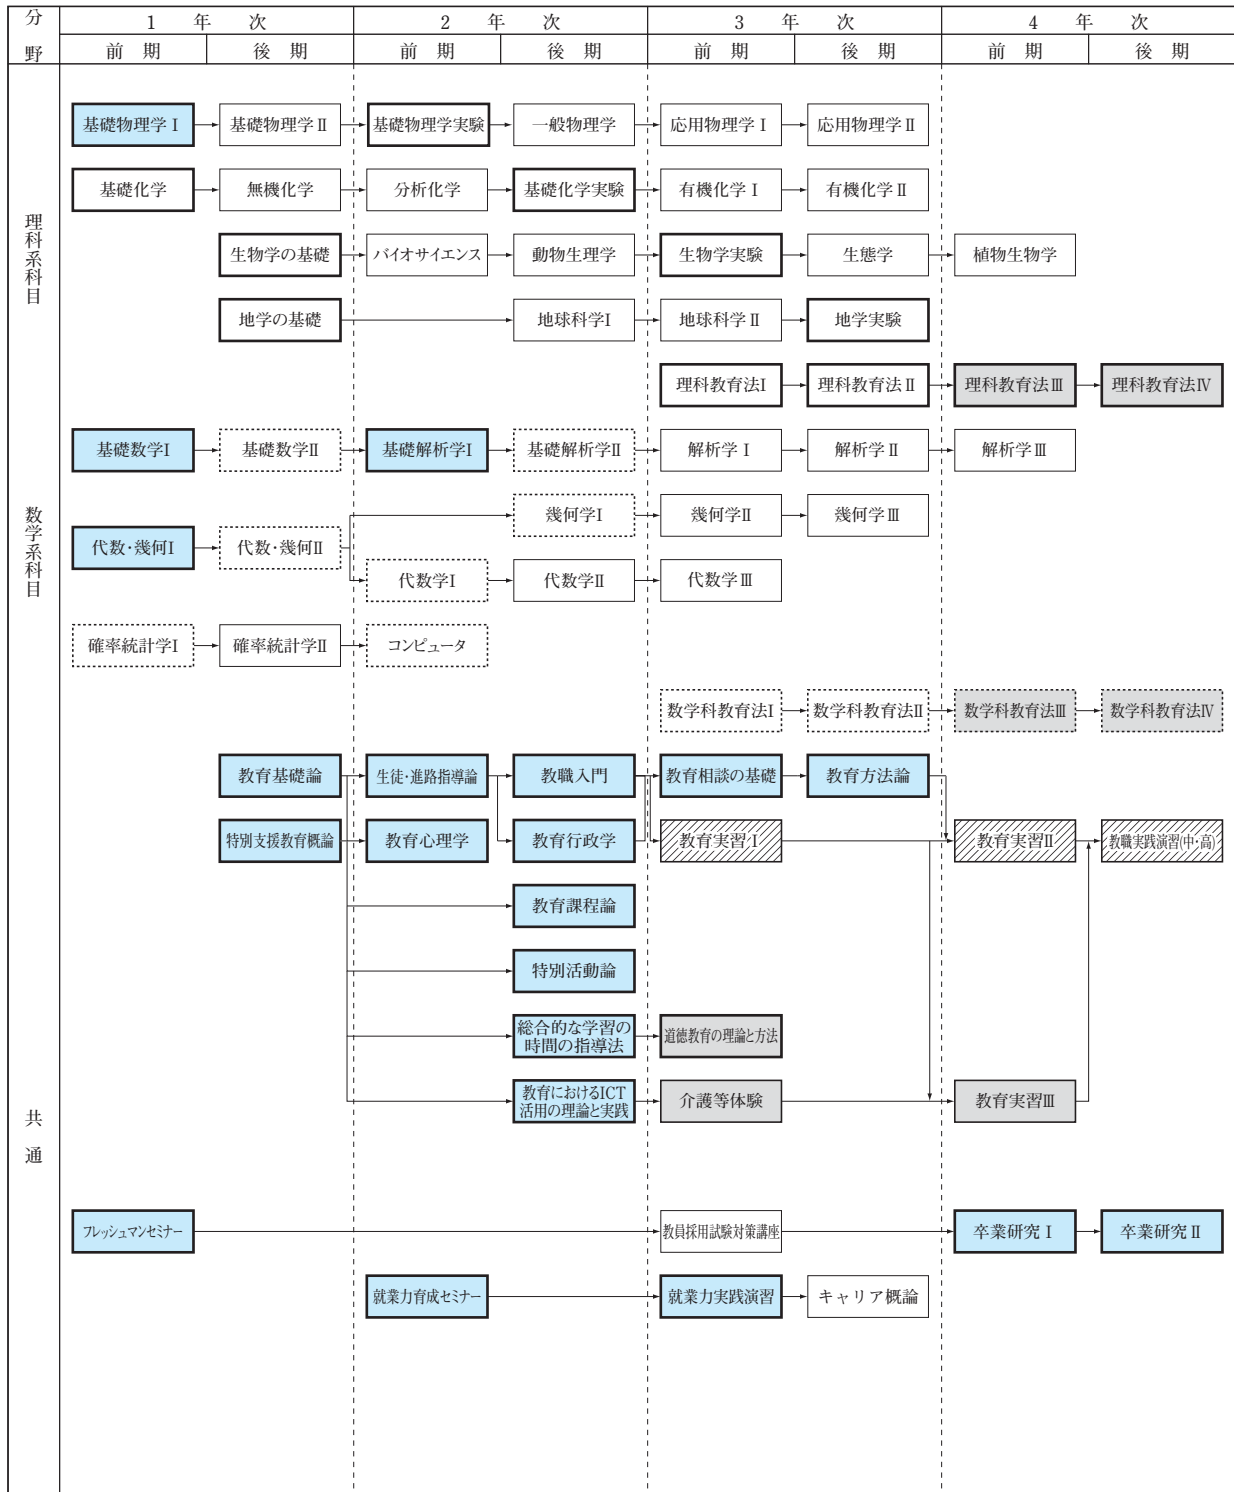 分野
1 年 次
2 年 次
3 年 次
4 年 次
前 期
後 期
前 期
後 期
前 期
後 期
前 期
後 期
理科系科目
基礎物理学Ⅰ
基礎物理学Ⅱ
基礎物理学実験
一般物理学
応用物理学Ⅰ
応用物理学Ⅱ
基礎化学
無機化学
分析化学
基礎化学実験
有機化学Ⅰ
有機化学Ⅱ
生物学の基礎
バイオサイエンス
動物生理学
生物学実験
生態学
植物生物学
地学の基礎
地球科学Ⅰ
地球科学Ⅱ
地学実験
理科教育法Ⅰ
理科教育法Ⅱ
理科教育法Ⅲ
理科教育法Ⅳ
数学系科目
基礎数学Ⅰ
基礎数学Ⅱ
基礎解析学Ⅰ
基礎解析学Ⅱ
解析学Ⅰ
解析学Ⅱ
解析学Ⅲ
代数・幾何Ⅰ
代数・幾何Ⅱ
幾何学Ⅰ
幾何学Ⅱ
幾何学Ⅲ
代数学Ⅰ
代数学Ⅱ
代数学Ⅲ
確率統計学Ⅰ
確率統計学Ⅱ
コンピュータ
数学科教育法Ⅰ
数学科教育法Ⅱ
数学科教育法Ⅲ
数学科教育法Ⅳ
共通
教育基礎論
生徒・進路指導論
教職入門
教育相談の基礎
教育方法論
特別支援教育概論
教育心理学
教育行政学
教育実習Ⅰ
教育実習Ⅱ
教職実践演習(中・高)
教育課程論
特別活動論
総合的な学習の
時間の指導法
道徳教育の理論と方法
教育におけるICT
活用の理論と実践
介護等体験
教育実習Ⅲ
フレッシュマンセミナー
教員採用試験対策講座
卒業研究Ⅰ
卒業研究Ⅱ
就業力育成セミナー
就業力実践演習
キャリア概論